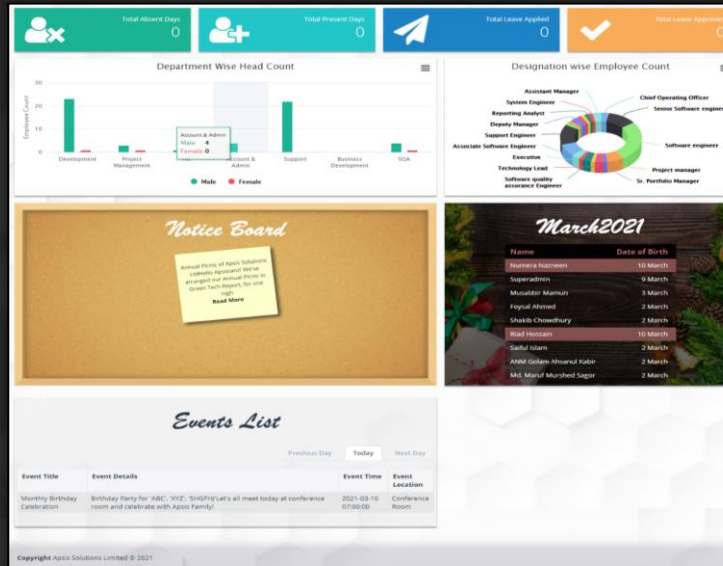 Total Absent Days
0
Total Present Days
0
Total Leave Applied
0
Total Leave Approved
0
Department Wise Head Count
Employee Count
20
10
0
Development
Project
Management
Account &
Admin
Support
Business
Development
SQA
Account & Admin
Male: 4
Female: 0
Male
Female
Designation wise Employee Count
Assistant Manager
System Engineer
Reporting Analyst
Deputy Manager
Support Engineer
Associate Software Engineer
Executive
Technology Lead
Software quality
assurance Engineer
Chief Operating Officer
Senior Software engineer
Software engineer
Project manager
Sr. Portfolio Manager
Notice Board
Annual Picnic of Apsis Solutions
Ltd!Hello Apsisians! We've
arranged our Annual Picnic in
Green Tech Report, for one
nigh
Read More
March2021
Name Date of Birth
Numera Nazneen 10 March
Superadmin 9 March
Musabbir Mamun 3 March
Foysal Ahmed 2 March
Shakib Chowdhury 2 March
Riad Hossain 10 March
Saiful Islam 2 March
ANM Golam Ahsanul Kabir 2 March
Md. Maruf Murshed Sagor 2 March
Events List
Previous Day Today Next Day
Event Title Event Details Event Time Event
Location
Monthly Birthday Birthday Party for 'ABC', 'XYZ', 'SHGFHJ'Let's all meet today at conference 2021-03-10 Conference
Celebration room and celebrate with Apsis Family! 07:00:00 Room
Copyright Apsis Solutions Limited © 2021